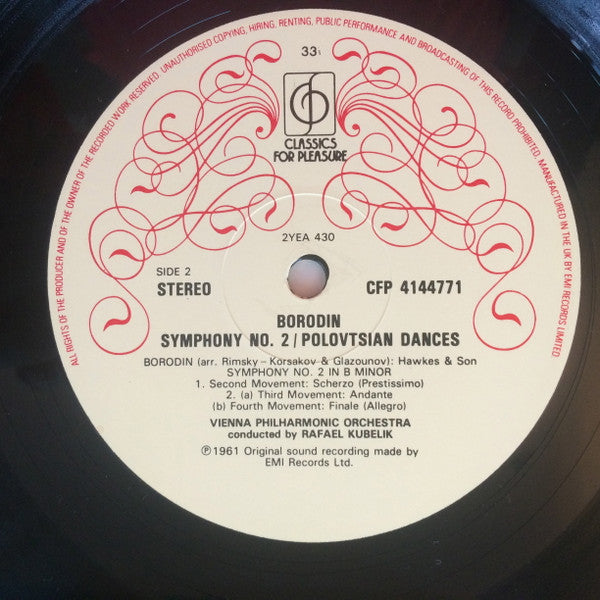 ALL RIGHTS OF THE PRODUCER AND OF THE OWNER OF THE RECORDED WORK RESERVED. UNAUTHORISED COPYING, HIRING, RENTING, PUBLIC PERFORMANCE AND BROADCASTING OF THIS RECORD PROHIBITED. MANUFACTURED IN THE UK BY EMI RECORDS LIMITED
33⅓
CLASSICS
FOR PLEASURE
2YEA 430
SIDE 2
STEREO CFP 4144771
BORODIN
SYMPHONY NO. 2 / POLOVTSIAN DANCES
BORODIN (arr. Rimsky – Korsakov & Glazounov): Hawkes & Son
SYMPHONY NO. 2 IN B MINOR
1. Second Movement: Scherzo (Prestissimo)
2. (a) Third Movement: Andante
(b) Fourth Movement: Finale (Allegro)
VIENNA PHILHARMONIC ORCHESTRA
conducted by RAFAEL KUBELIK
℗ 1961 Original sound recording made by
EMI Records Ltd.